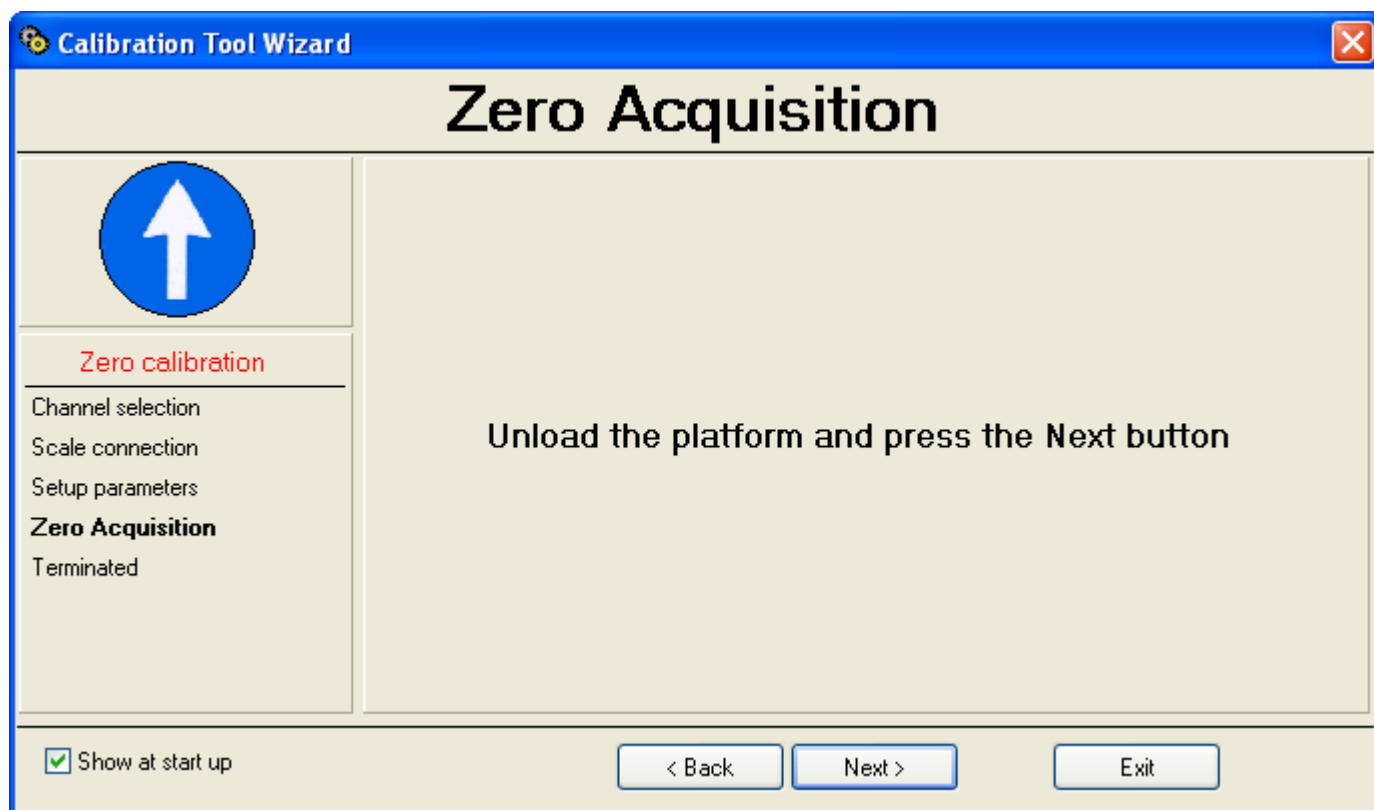 Calibration Tool Wizard
Zero Acquisition
Zero calibration
Channel selection
Scale connection
Setup parameters
Zero Acquisition
Terminated
Unload the platform and press the Next button
Show at start up
< Back
Next >
Exit